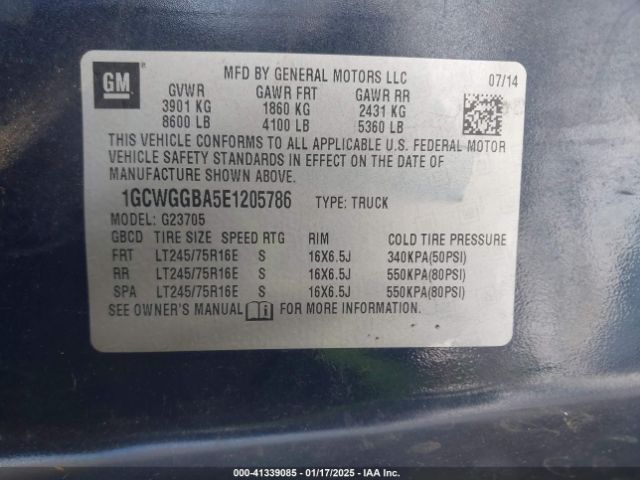 GM
MFD BY GENERAL MOTORS LLC 07/14
GVWR GAWR FRT GAWR RR
3901 KG 1860 KG 2431 KG
8600 LB 4100 LB 5360 LB
THIS VEHICLE CONFORMS TO ALL APPLICABLE U.S. FEDERAL MOTOR
VEHICLE SAFETY STANDARDS IN EFFECT ON THE DATE OF
MANUFACTURE SHOWN ABOVE.
1GCWGGBA5E1205786 TYPE: TRUCK
MODEL: G23705
GBCD TIRE SIZE SPEED RTG RIM COLD TIRE PRESSURE
FRT LT245/75R16E S 16X6.5J 340KPA(50PSI)
RR LT245/75R16E S 16X6.5J 550KPA(80PSI)
SPA LT245/75R16E S 16X6.5J 550KPA(80PSI)
SEE OWNER'S MANUAL FOR MORE INFORMATION.
000-41339085 | 01/17/2025 - IAA Inc.